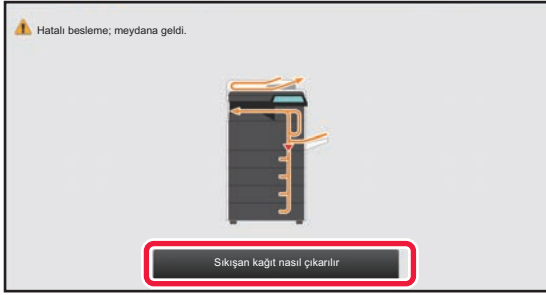 Hatalı besleme; meydana geldi.
Sıkışan kağıt nasıl çıkarılır